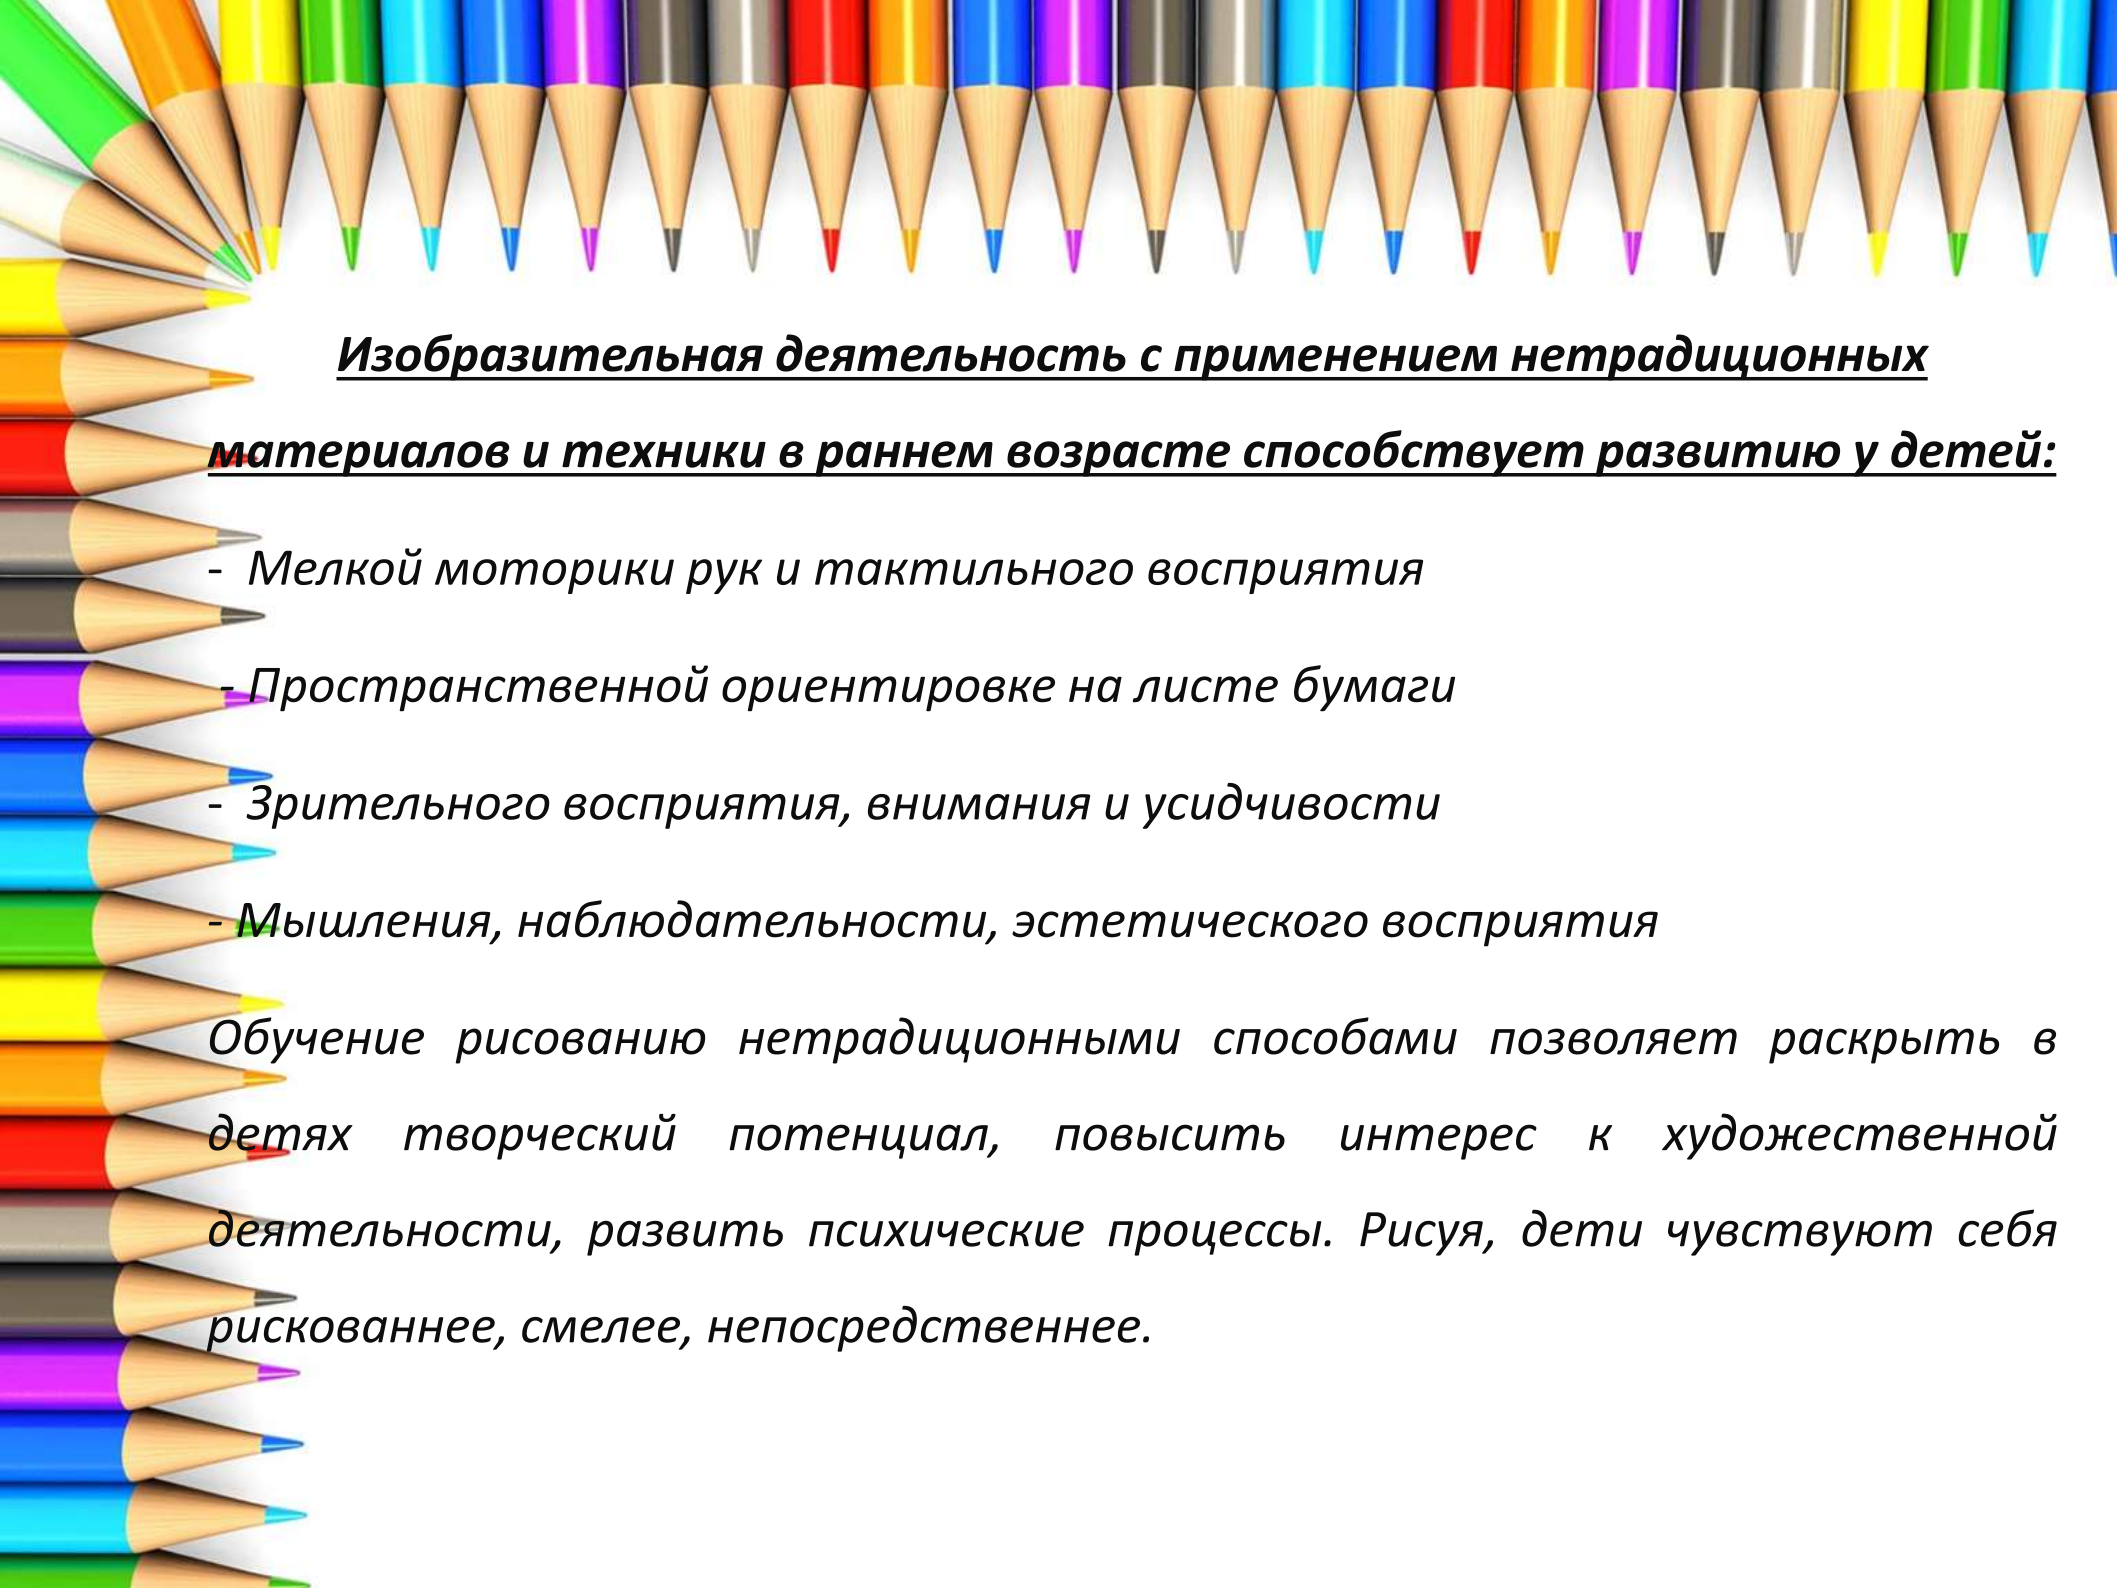 Изобразительная деятельность с применением нетрадиционных
материалов и техники в раннем возрасте способствует развитию у детей:
- Мелкой моторики рук и тактильного восприятия
- Пространственной ориентировке на листе бумаги
- Зрительного восприятия, внимания и усидчивости
- Мышления, наблюдательности, эстетического восприятия
Обучение рисованию нетрадиционными способами позволяет раскрыть в
детях творческий потенциал, повысить интерес к художественной
деятельности, развить психические процессы. Рисуя, дети чувствуют себя
рискованнее, смелее, непосредственнее.